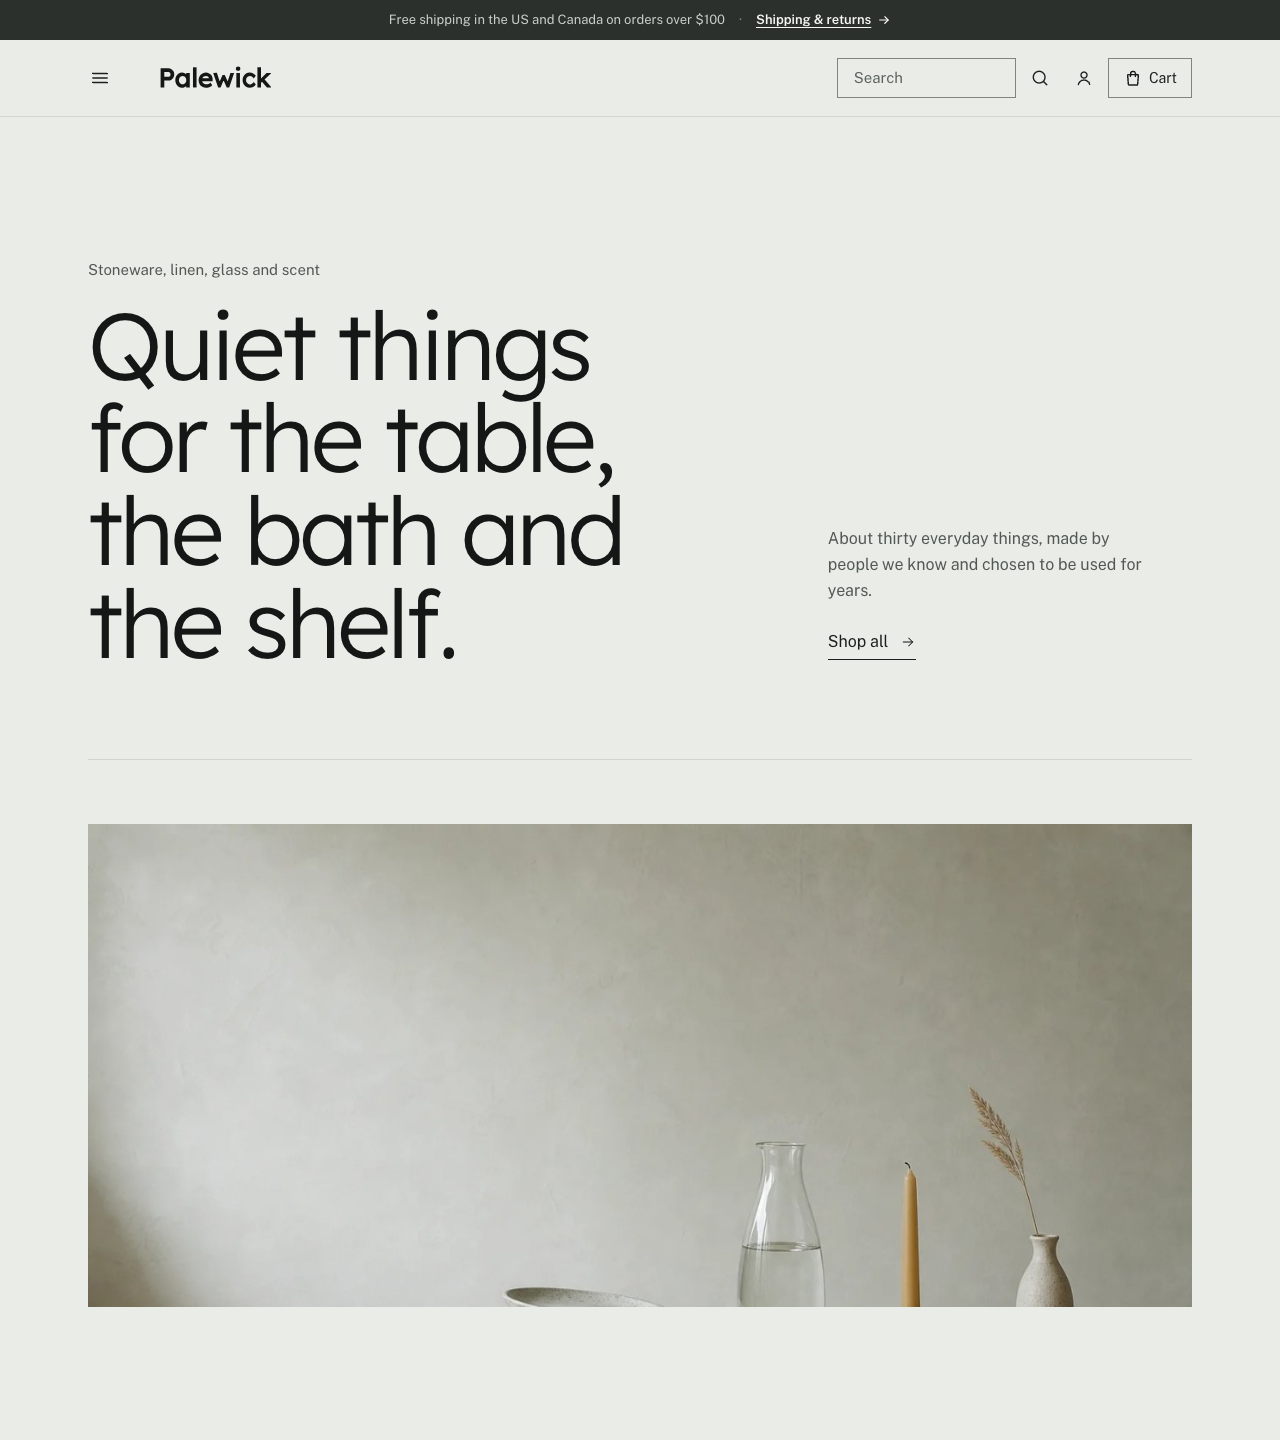 Free shipping in the US and Canada on orders over $100 · Shipping & returns →
Palewick
Search
Cart
Stoneware, linen, glass and scent
Quiet things
for the table,
the bath and
the shelf.
About thirty everyday things, made by
people we know and chosen to be used for
years.
Shop all →